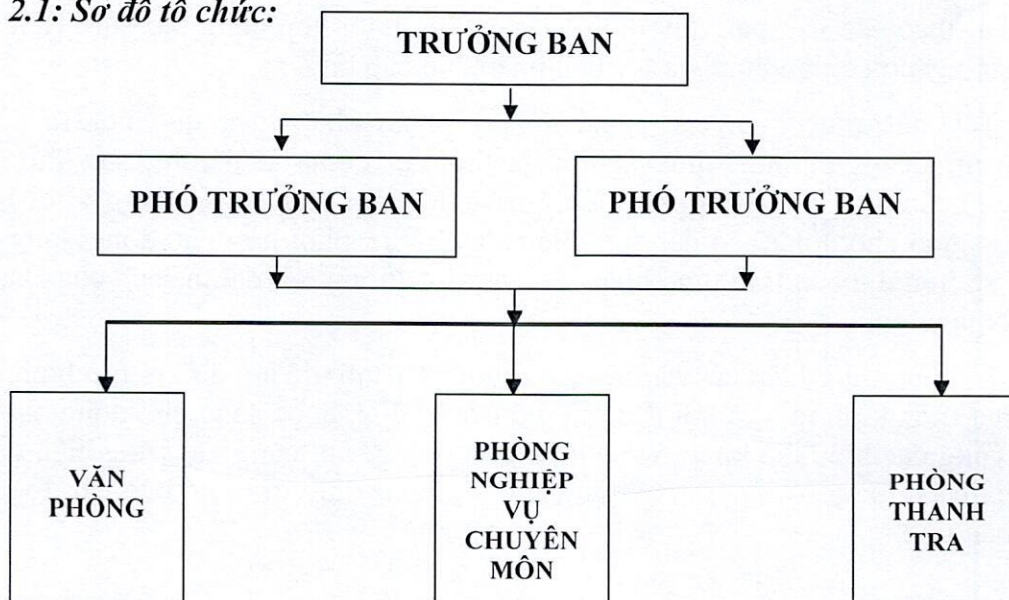 2.1: Sơ đồ tổ chức:
TRƯỞNG BAN
PHÓ TRƯỞNG BAN
PHÓ TRƯỞNG BAN
VĂN
PHÒNG
PHÒNG
NGHIỆP
VỤ
CHUYÊN
MÔN
PHÒNG
THANH
TRA